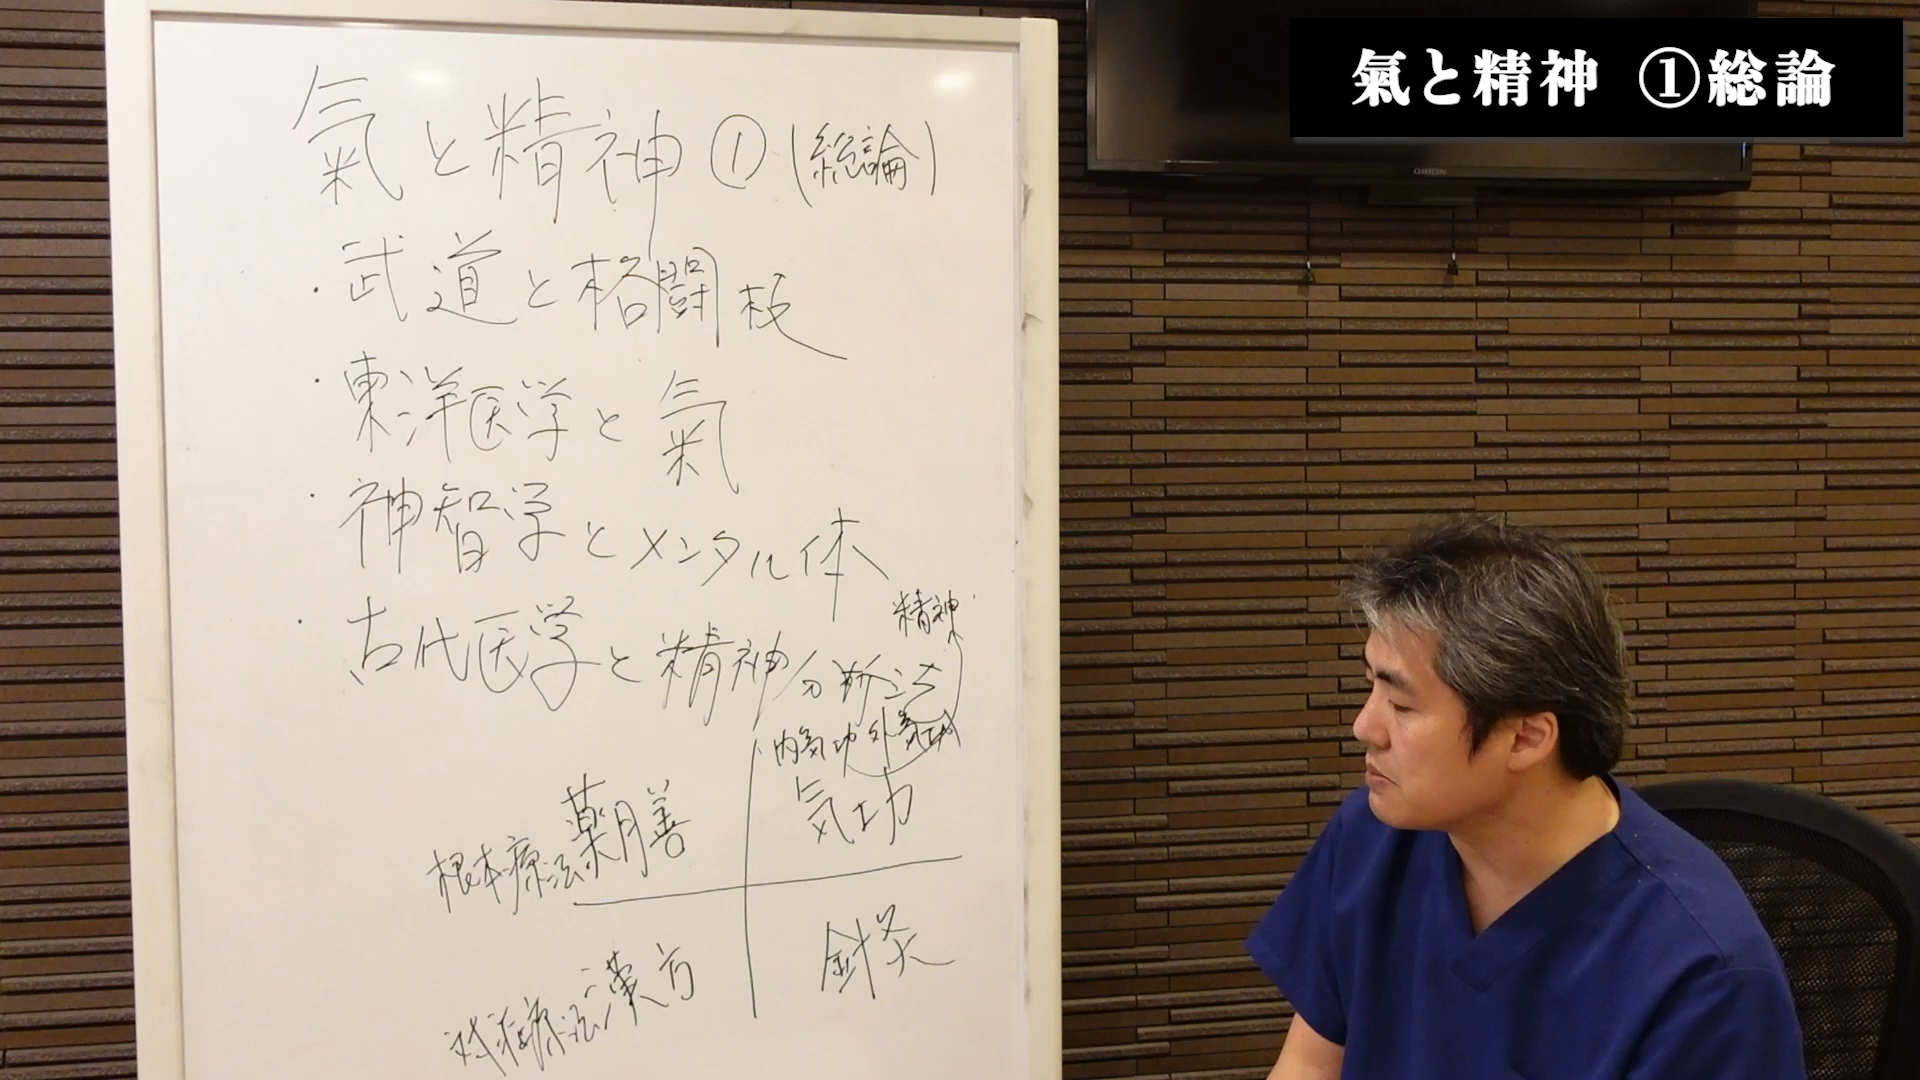 氣と精神 ①総論
ORION
氣と精神①(総論)
・武道と格闘技
・東洋医学と氣
・神智学とメンタル体
・古代医学と精神分断法
精神
内気功 外気功
薬膳
気功
根本療法
針灸
漢方
対症療法